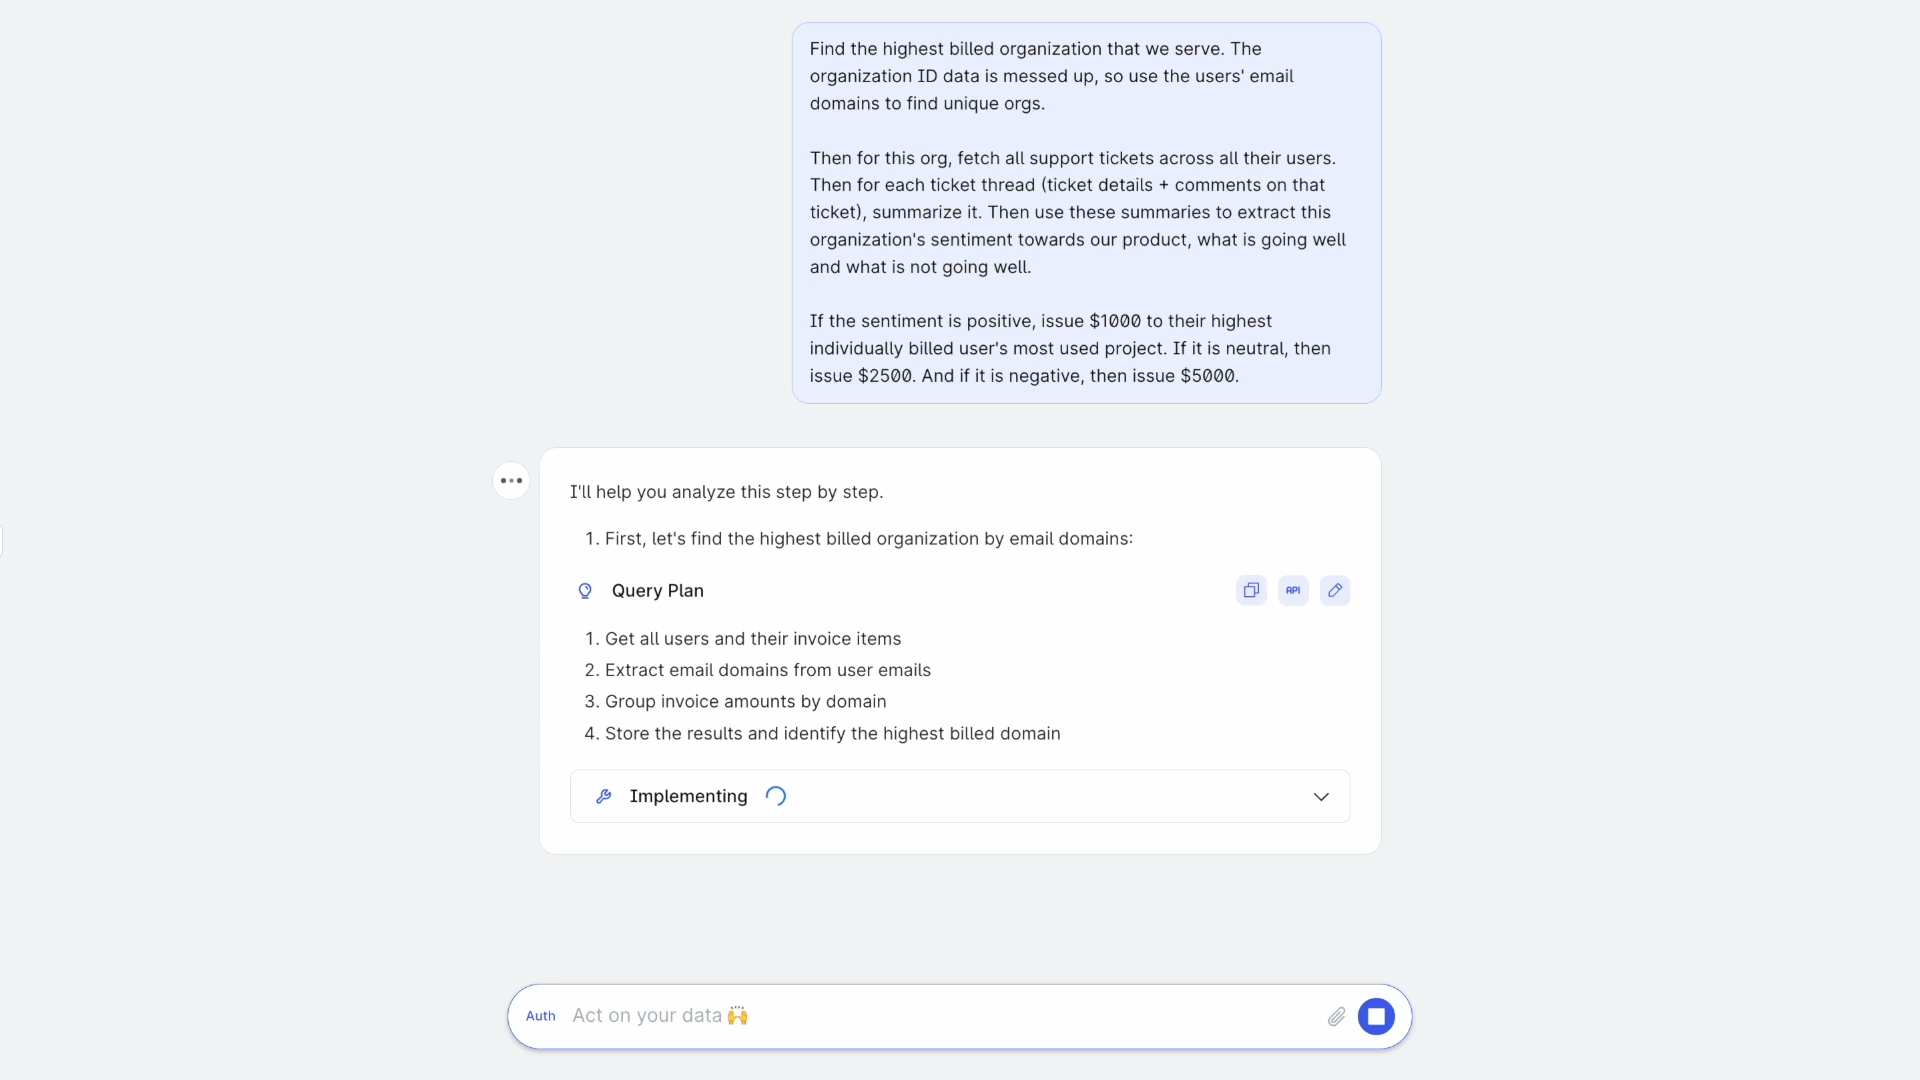 Find the highest billed organization that we serve. The
organization ID data is messed up, so use the users' email
domains to find unique orgs.
Then for this org, fetch all support tickets across all their users.
Then for each ticket thread (ticket details + comments on that
ticket), summarize it. Then use these summaries to extract this
organization's sentiment towards our product, what is going well
and what is not going well.
If the sentiment is positive, issue $1000 to their highest
individually billed user's most used project. If it is neutral, then
issue $2500. And if it is negative, then issue $5000.
I'll help you analyze this step by step.
1. First, let's find the highest billed organization by email domains:
Query Plan
API
1. Get all users and their invoice items
2. Extract email domains from user emails
3. Group invoice amounts by domain
4. Store the results and identify the highest billed domain
Implementing
Auth Act on your data 🙌